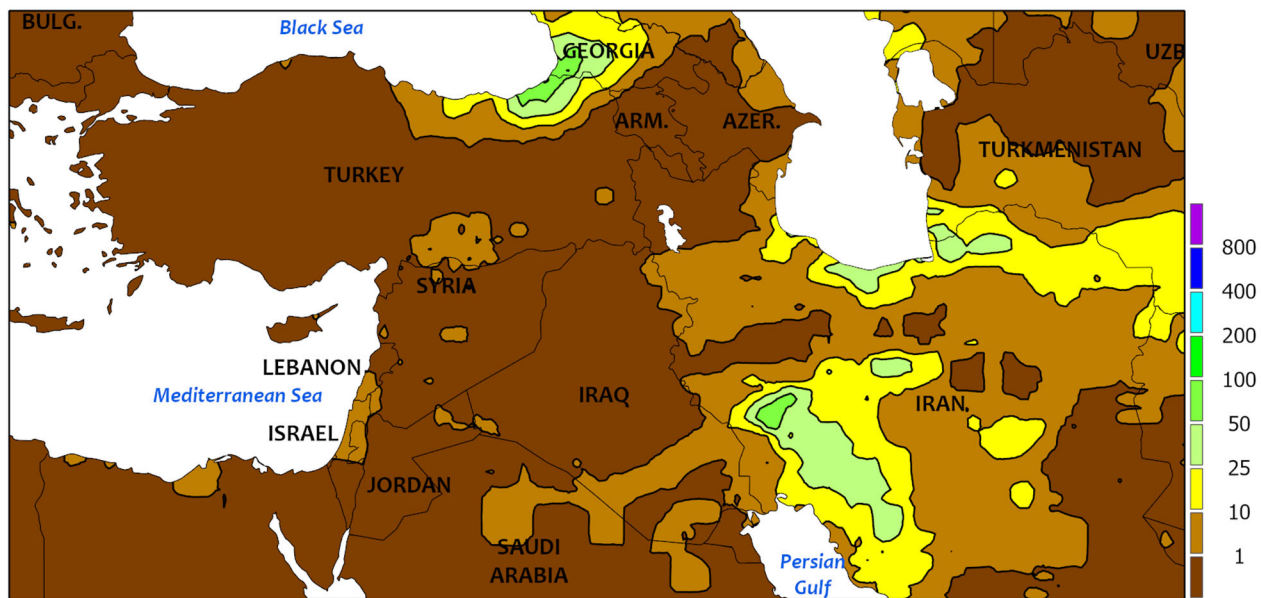 BULG.
Black Sea
GEORGIA
UZB
ARM.
AZER.
TURKMENISTAN
TURKEY
SYRIA
LEBANON
Mediterranean Sea
IRAQ
IRAN.
ISRAEL
JORDAN
SAUDI
ARABIA
Persian
Gulf
800
400
200
100
50
25
10
1